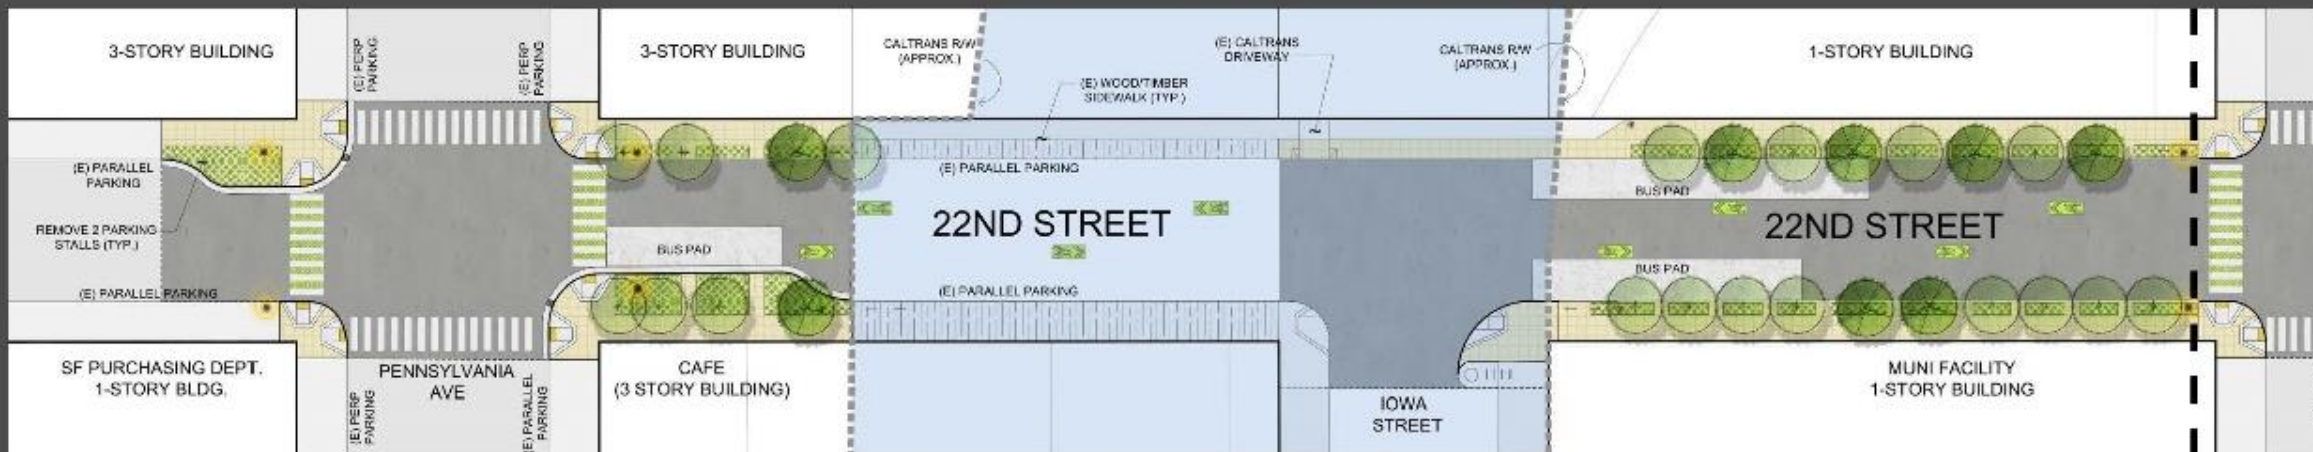 3-STORY BUILDING
(E) PERP
PARKING
(E) PERP
PARKING
3-STORY BUILDING
CALTRANS R/W
(APPROX.)
(E) WOOD/TIMBER
SIDEWALK (TYP.)
(E) CALTRANS
DRIVEWAY
CALTRANS R/W
(APPROX.)
1-STORY BUILDING
(E) PARALLEL
PARKING
REMOVE 2 PARKING
STALLS (TYP.)
(E) PARALLEL PARKING
BUS PAD
(E) PARALLEL PARKING
22ND STREET
(E) PARALLEL PARKING
BUS PAD
22ND STREET
BUS PAD
SF PURCHASING DEPT.
1-STORY BLDG.
PENNSYLVANIA
AVE
(E) PERP
PARKING
(E) PARALLEL
PARKING
CAFE
(3 STORY BUILDING)
IOWA
STREET
MUNI FACILITY
1-STORY BUILDING